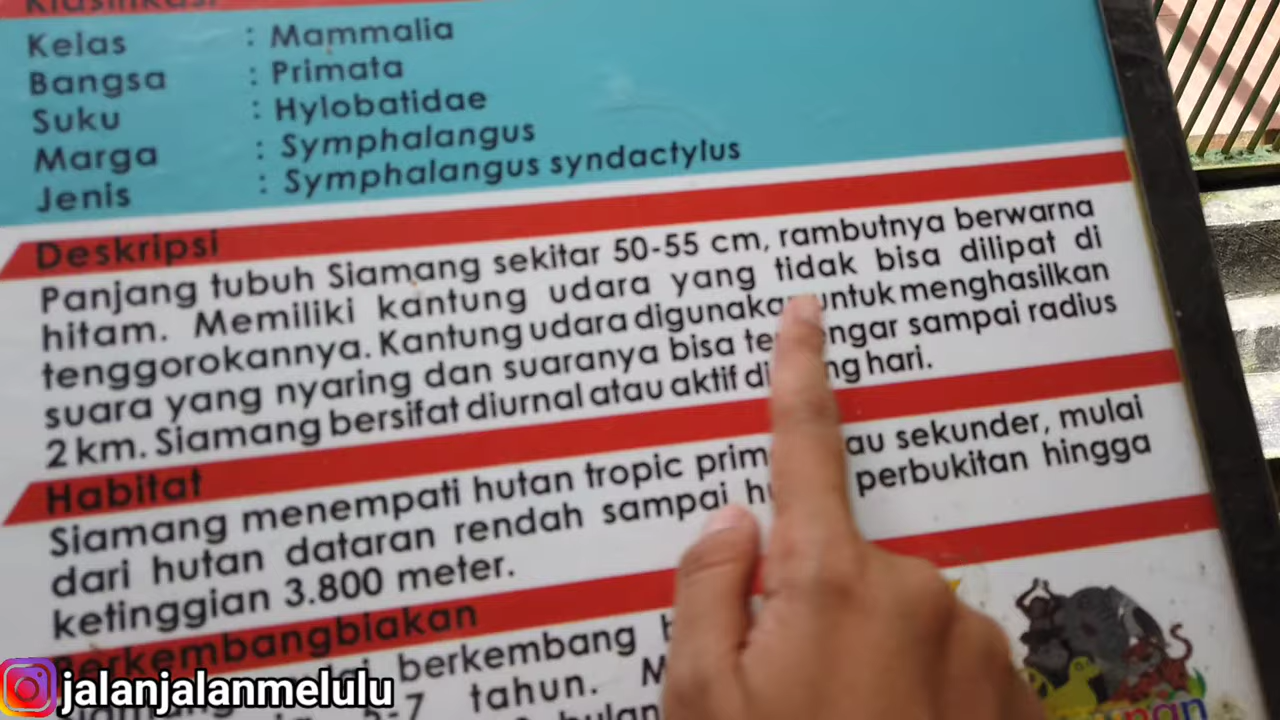 Klasifikasi
Kelas : Mammalia
Bangsa : Primata
Suku : Hylobatidae
Marga : Symphalangus
Jenis : Symphalangus syndactylus
Deskripsi
Panjang tubuh Siamang sekitar 50-55 cm, rambutnya berwarna
hitam. Memiliki kantung udara yang tidak bisa dilipat di
tenggorokannya. Kantung udara digunakan untuk menghasilkan
suara yang nyaring dan suaranya bisa sampai radius
2 km. Siamang bersifat diurnal atau aktif hari.
Habitat
Siamang menempati hutan tropic sekunder, mulai
dari hutan dataran rendah sampai perbukitan hingga
ketinggian 3.800 meter.
Berkembangbiakan
berkembang
tahun.
jalanjalanmelulu